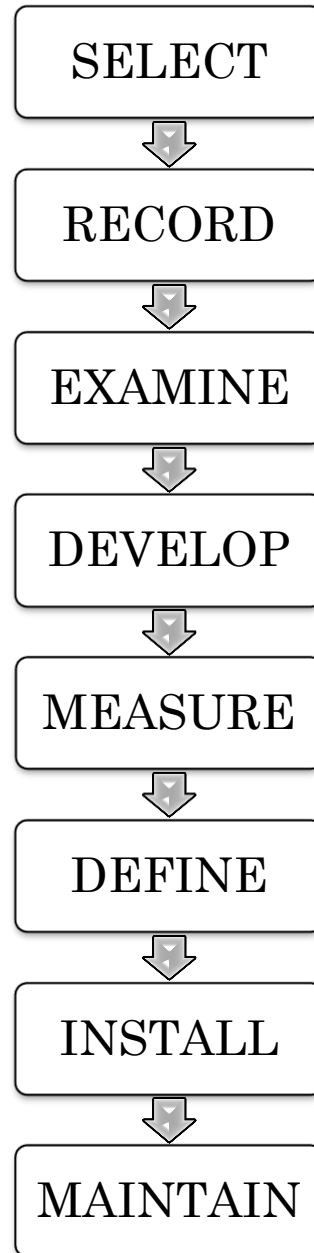 SELECT
RECORD
EXAMINE
DEVELOP
MEASURE
DEFINE
INSTALL
MAINTAIN